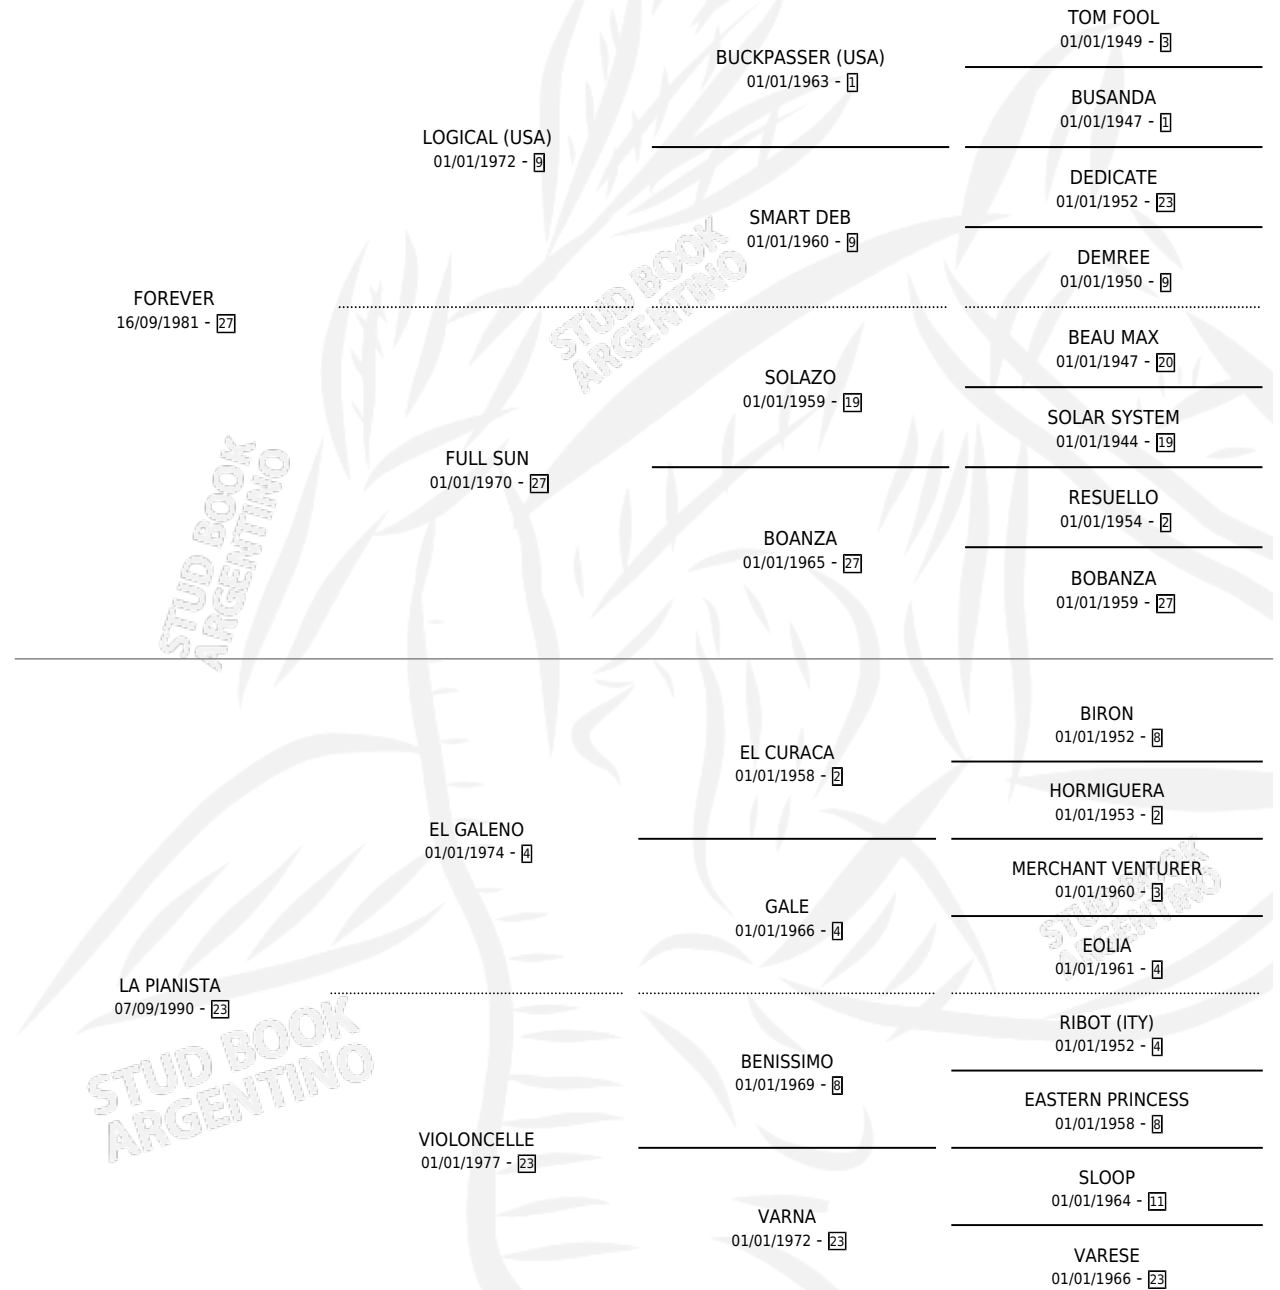 TOM FOOL
01/01/1949 - 3
BUCKPASSER (USA)
01/01/1963 - 1
BUSANDA
01/01/1947 - 1
LOGICAL (USA)
01/01/1972 - 9
DEDICATE
01/01/1952 - 23
SMART DEB
01/01/1960 - 9
DEMREE
01/01/1950 - 9
FOREVER
16/09/1981 - 27
STUD BOOK
ARGENTINO
BEAU MAX
01/01/1947 - 20
SOLAZO
01/01/1959 - 19
SOLAR SYSTEM
01/01/1944 - 19
FULL SUN
01/01/1970 - 27
RESUELLO
01/01/1954 - 2
BOANZA
01/01/1965 - 27
BOBANZA
01/01/1959 - 27
STUD BOOK
ARGENTINO
BIRON
01/01/1952 - 8
EL CURACA
01/01/1958 - 2
HORMIGUERA
01/01/1953 - 2
EL GALENO
01/01/1974 - 4
MERCHANT VENTURER
01/01/1960 - 3
GALE
01/01/1966 - 4
EOLIA
01/01/1961 - 4
STUD BOOK
ARGENTINO
LA PIANISTA
07/09/1990 - 23
RIBOT (ITY)
01/01/1952 - 4
BENISSIMO
01/01/1969 - 8
EASTERN PRINCESS
01/01/1958 - 8
STUD BOOK
ARGENTINO
VIOLONCELLE
01/01/1977 - 23
SLOOP
01/01/1964 - 11
VARNA
01/01/1972 - 23
VARESE
01/01/1966 - 23